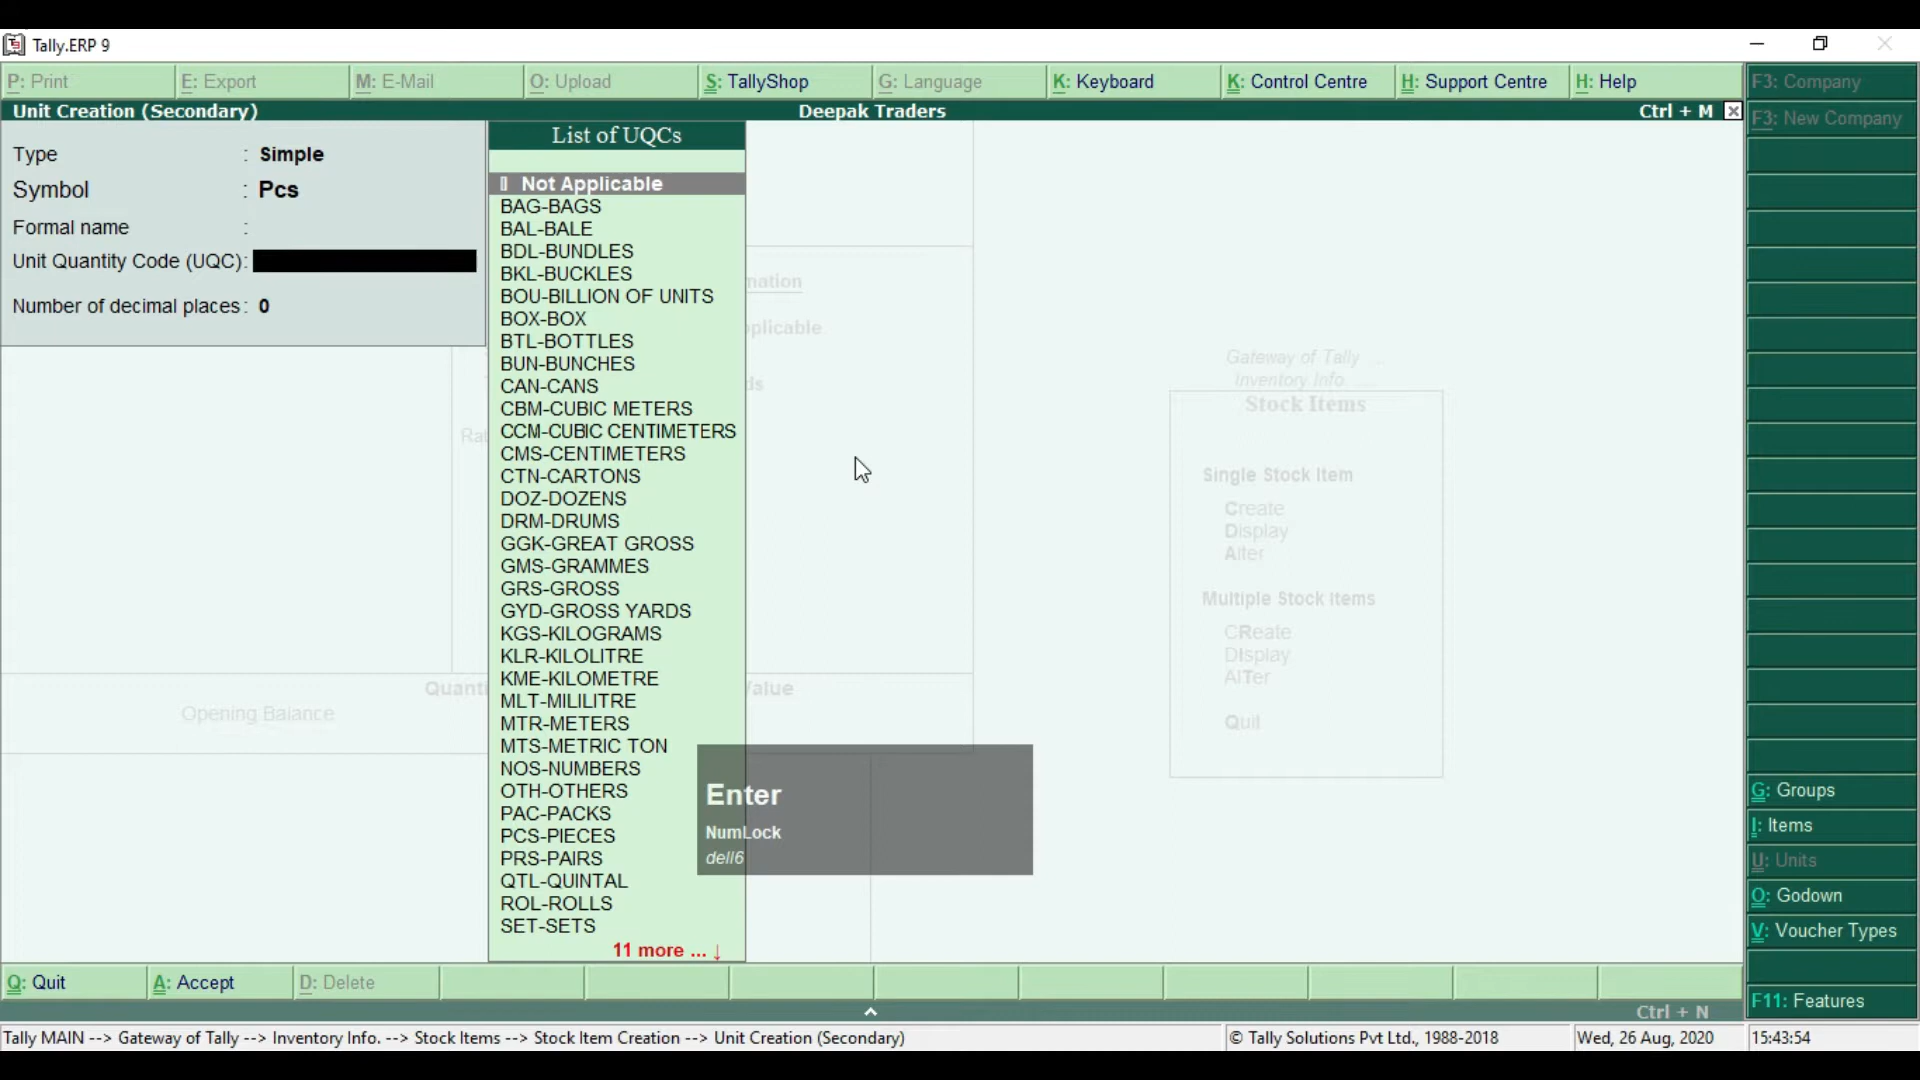 Tally.ERP 9
P: Print
E: Export
M: E-Mail
O: Upload
S: TallyShop
G: Language
K: Keyboard
K: Control Centre
H: Support Centre
H: Help
F3: Company
F3: New Company
Unit Creation (Secondary)
Deepak Traders
Ctrl + M
Type : Simple
Symbol : Pcs
Formal name :
Unit Quantity Code (UQC):
Number of decimal places : 0
List of UQCs
Not Applicable
BAG-BAGS
BAL-BALE
BDL-BUNDLES
BKL-BUCKLES
BOU-BILLION OF UNITS
BOX-BOX
BTL-BOTTLES
BUN-BUNCHES
CAN-CANS
CBM-CUBIC METERS
CCM-CUBIC CENTIMETERS
CMS-CENTIMETERS
CTN-CARTONS
DOZ-DOZENS
DRM-DRUMS
GGK-GREAT GROSS
GMS-GRAMMES
GRS-GROSS
GYD-GROSS YARDS
KGS-KILOGRAMS
KLR-KILOLITRE
KME-KILOMETRE
MLT-MILILITRE
MTR-METERS
MTS-METRIC TON
NOS-NUMBERS
OTH-OTHERS
PAC-PACKS
PCS-PIECES
PRS-PAIRS
QTL-QUINTAL
ROL-ROLLS
SET-SETS
11 more ... ↓
Opening Balance
Enter
NumLock
dell6
Gateway of Tally ...
Inventory Info. ...
Stock Items
Single Stock Item
Create
Display
Alter
Multiple Stock Items
CReate
DIsplay
AlTer
Quit
G: Groups
I: Items
U: Units
O: Godown
V: Voucher Types
F11: Features
Q: Quit
A: Accept
D: Delete
Ctrl + N
Tally MAIN --> Gateway of Tally --> Inventory Info. --> Stock Items --> Stock Item Creation --> Unit Creation (Secondary)
© Tally Solutions Pvt Ltd., 1988-2018
Wed, 26 Aug, 2020
15:43:54